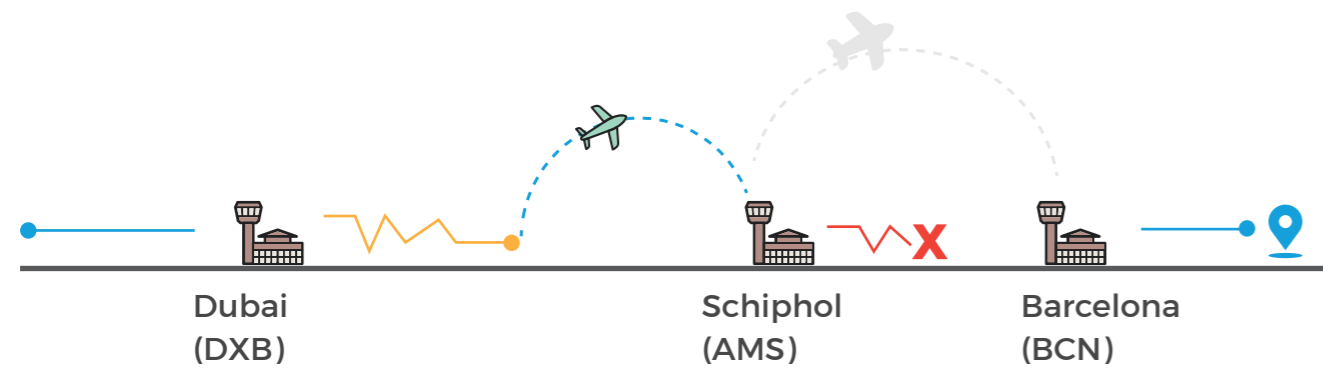 Dubai
(DXB)
Schiphol
(AMS)
Barcelona
(BCN)